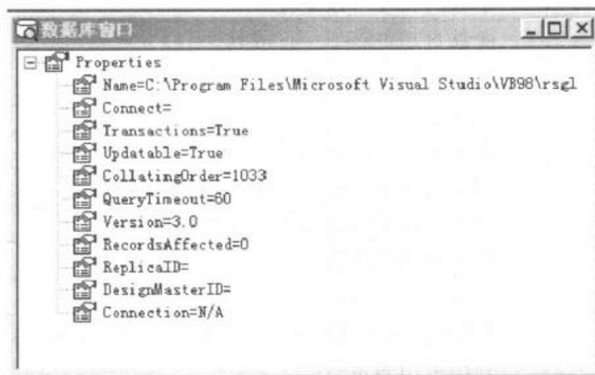 数据库窗口
Properties
Name=C:\Program Files\Microsoft Visual Studio\VB98\rsgl
Connect=
Transactions=True
Updatable=True
CollatingOrder=1033
QueryTimeout=60
Version=3.0
RecordsAffected=0
ReplicaID=
DesignMasterID=
Connection=N/A